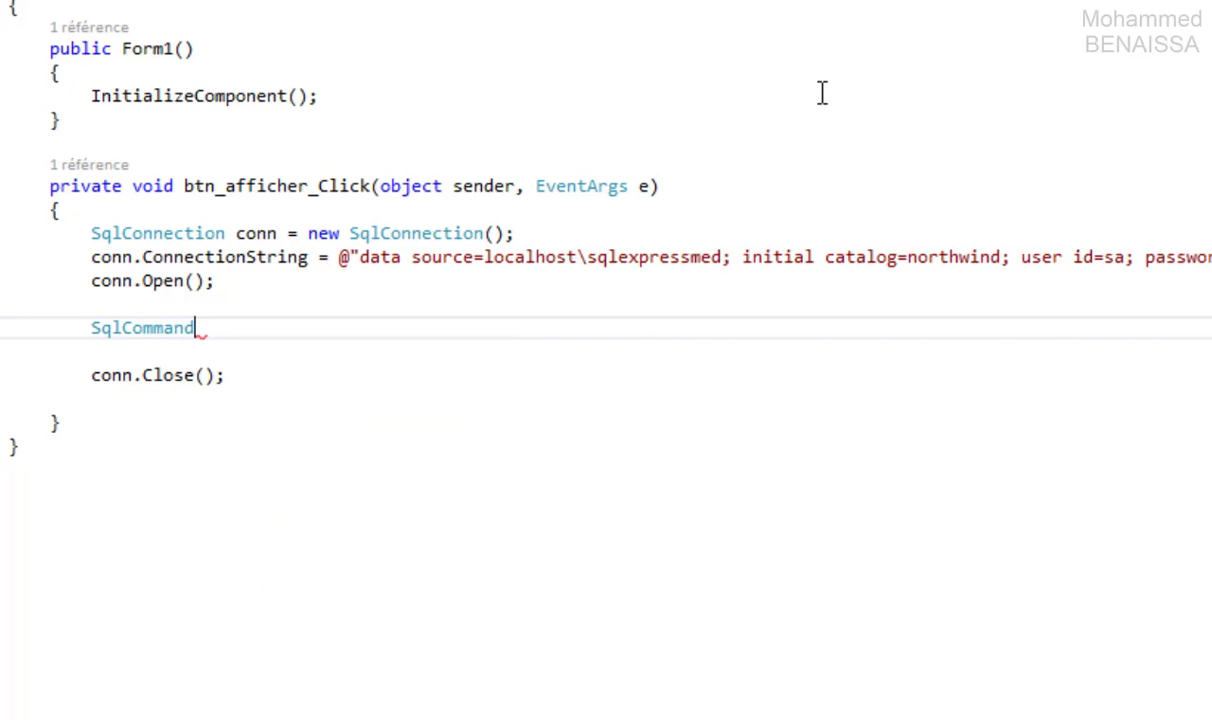 Mohammed
BENAISSA
{
1 référence
public Form1()
{
InitializeComponent();
}
1 référence
private void btn_afficher_Click(object sender, EventArgs e)
{
SqlConnection conn = new SqlConnection();
conn.ConnectionString = @"data source=localhost\sqlexpressmed; initial catalog=northwind; user id=sa; passwor
conn.Open();
SqlCommand
conn.Close();
}
}